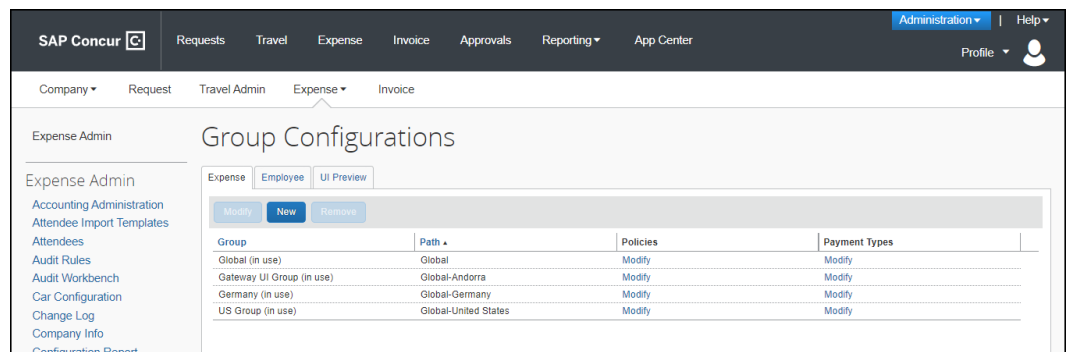 Administration ▾ | Help ▾
SAP Concur C Requests Travel Expense Invoice Approvals Reporting ▾ App Center
Profile ▾
Company ▾ Request Travel Admin Expense ▾ Invoice
Expense Admin
Group Configurations
Expense Admin
Accounting Administration
Attendee Import Templates
Attendees
Audit Rules
Audit Workbench
Car Configuration
Change Log
Company Info
Configuration Report
Expense Employee UI Preview
Modify New Remove
Group Path ▴ Policies Payment Types
Global (in use) Global Modify Modify
Gateway UI Group (in use) Global-Andorra Modify Modify
Germany (in use) Global-Germany Modify Modify
US Group (in use) Global-United States Modify Modify